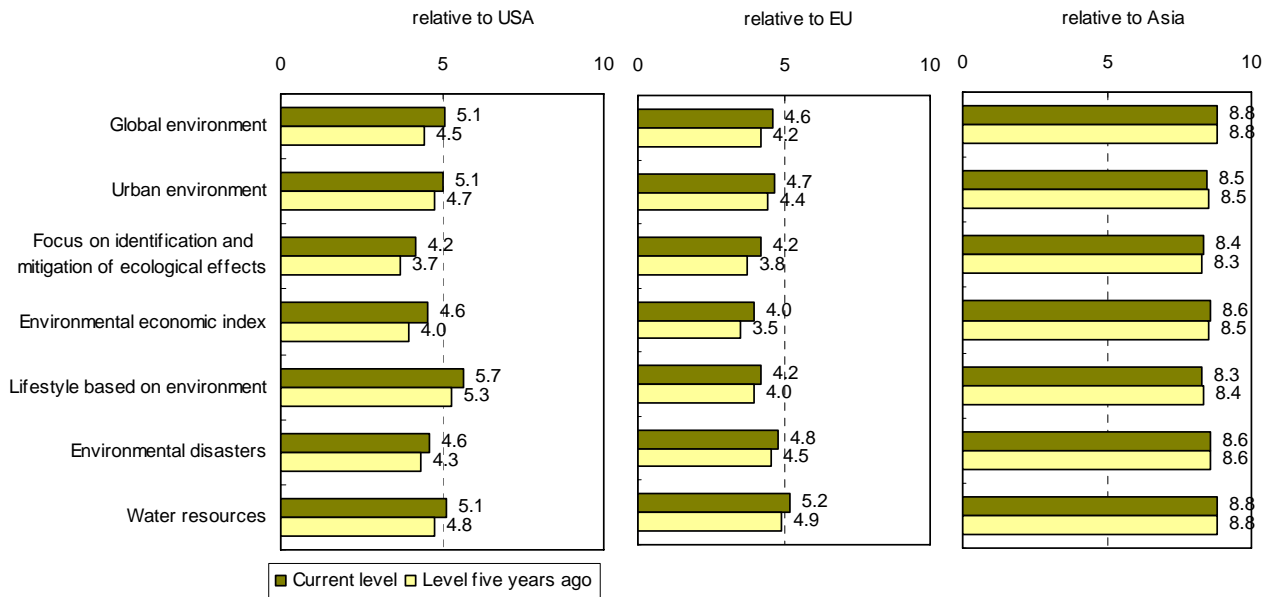 relative to USA
relative to EU
relative to Asia
0 5 10
0 5 10
0 5 10
Global environment
5.1
4.5
4.6
4.2
8.8
8.8
Urban environment
5.1
4.7
4.7
4.4
8.5
8.5
Focus on identification and
mitigation of ecological effects
4.2
3.7
4.2
3.8
8.4
8.3
Environmental economic index
4.6
4.0
4.0
3.5
8.6
8.5
Lifestyle based on environment
5.7
5.3
4.2
4.0
8.3
8.4
Environmental disasters
4.6
4.3
4.8
4.5
8.6
8.6
Water resources
5.1
4.8
5.2
4.9
8.8
8.8
Current level Level five years ago